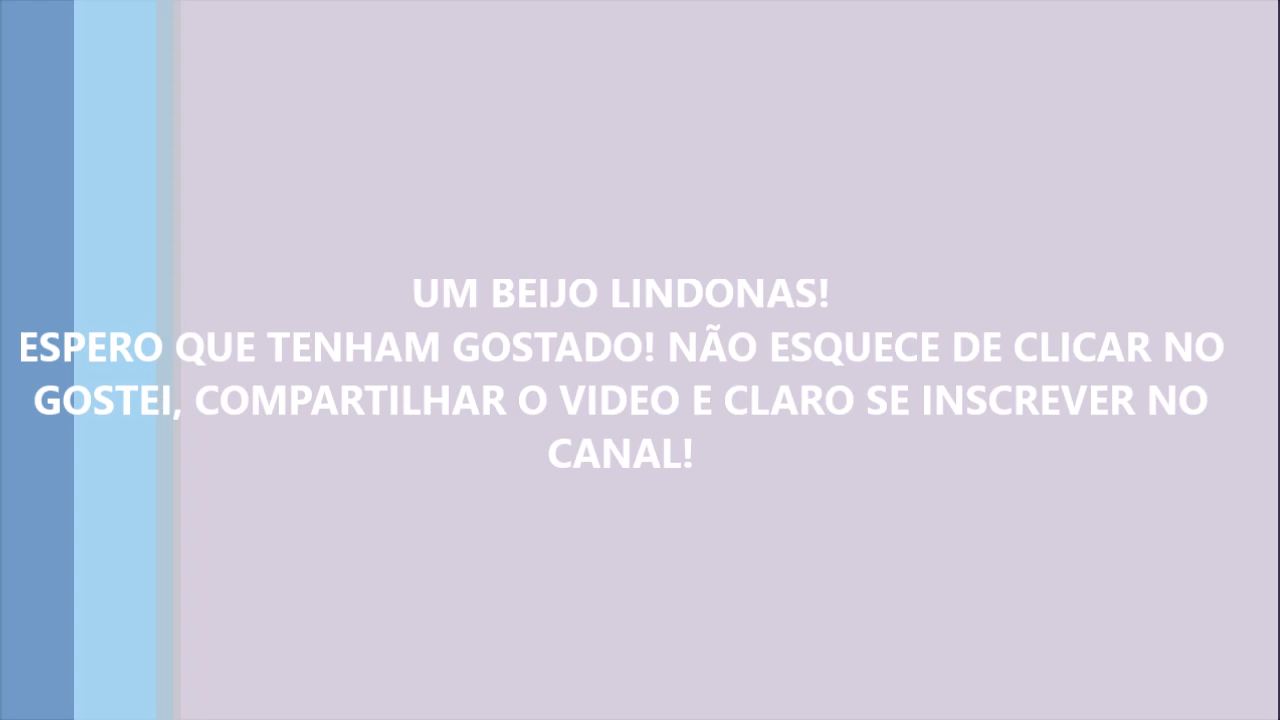 UM BEIJO LINDONAS!
ESPERO QUE TENHAM GOSTADO! NÃO ESQUECE DE CLICAR NO
GOSTEI, COMPARTILHAR O VIDEO E CLARO SE INSCREVER NO
CANAL!